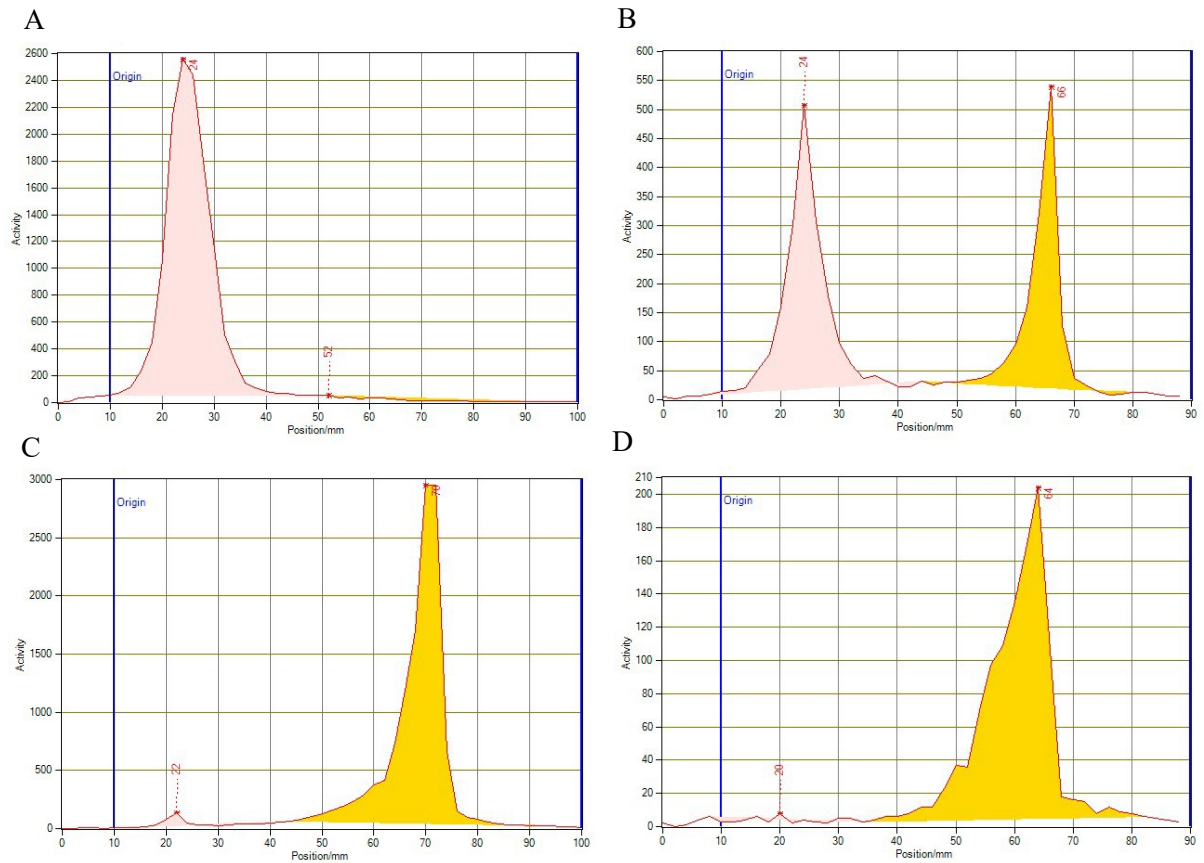 A
2600
2400
2200
2000
1800
1600
1400
1200
1000
800
600
400
200
0
Activity
Origin
24
52
0 10 20 30 40 50 60 70 80 90 100
Position/mm
B
600
550
500
450
400
350
300
250
200
150
100
50
0
Activity
Origin
24
66
0 10 20 30 40 50 60 70 80 90
Position/mm
C
3000
2500
2000
1500
1000
500
0
Activity
Origin
22
70
0 10 20 30 40 50 60 70 80 90 100
Position/mm
D
210
200
180
160
140
120
100
80
60
40
20
0
Activity
Origin
20
64
0 10 20 30 40 50 60 70 80 90
Position/mm